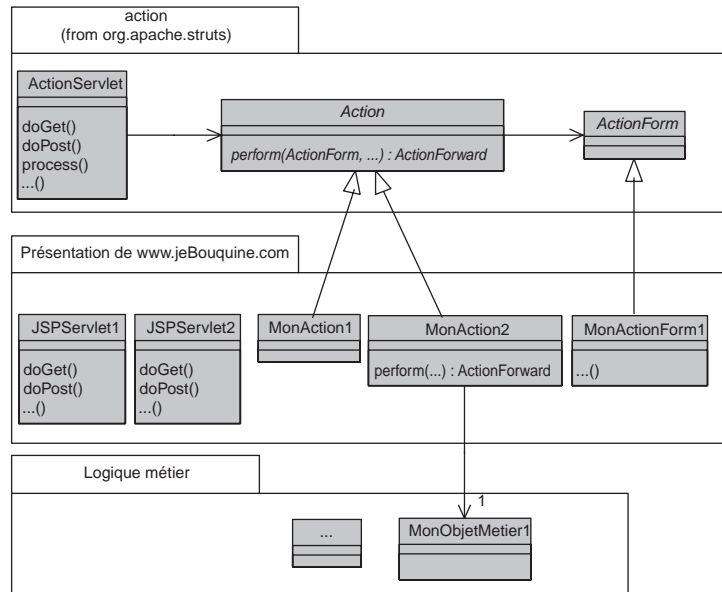 action
(from org.apache.struts)
ActionServlet
doGet()
doPost()
process()
...()
Action
perform(ActionForm, ...) : ActionForward
ActionForm
Présentation de www.jeBouquine.com
JSPServlet1
doGet()
doPost()
...()
JSPServlet2
doGet()
doPost()
...()
MonAction1
MonAction2
perform(...) : ActionForward
MonActionForm1
...()
Logique métier
...
1
MonObjetMetier1